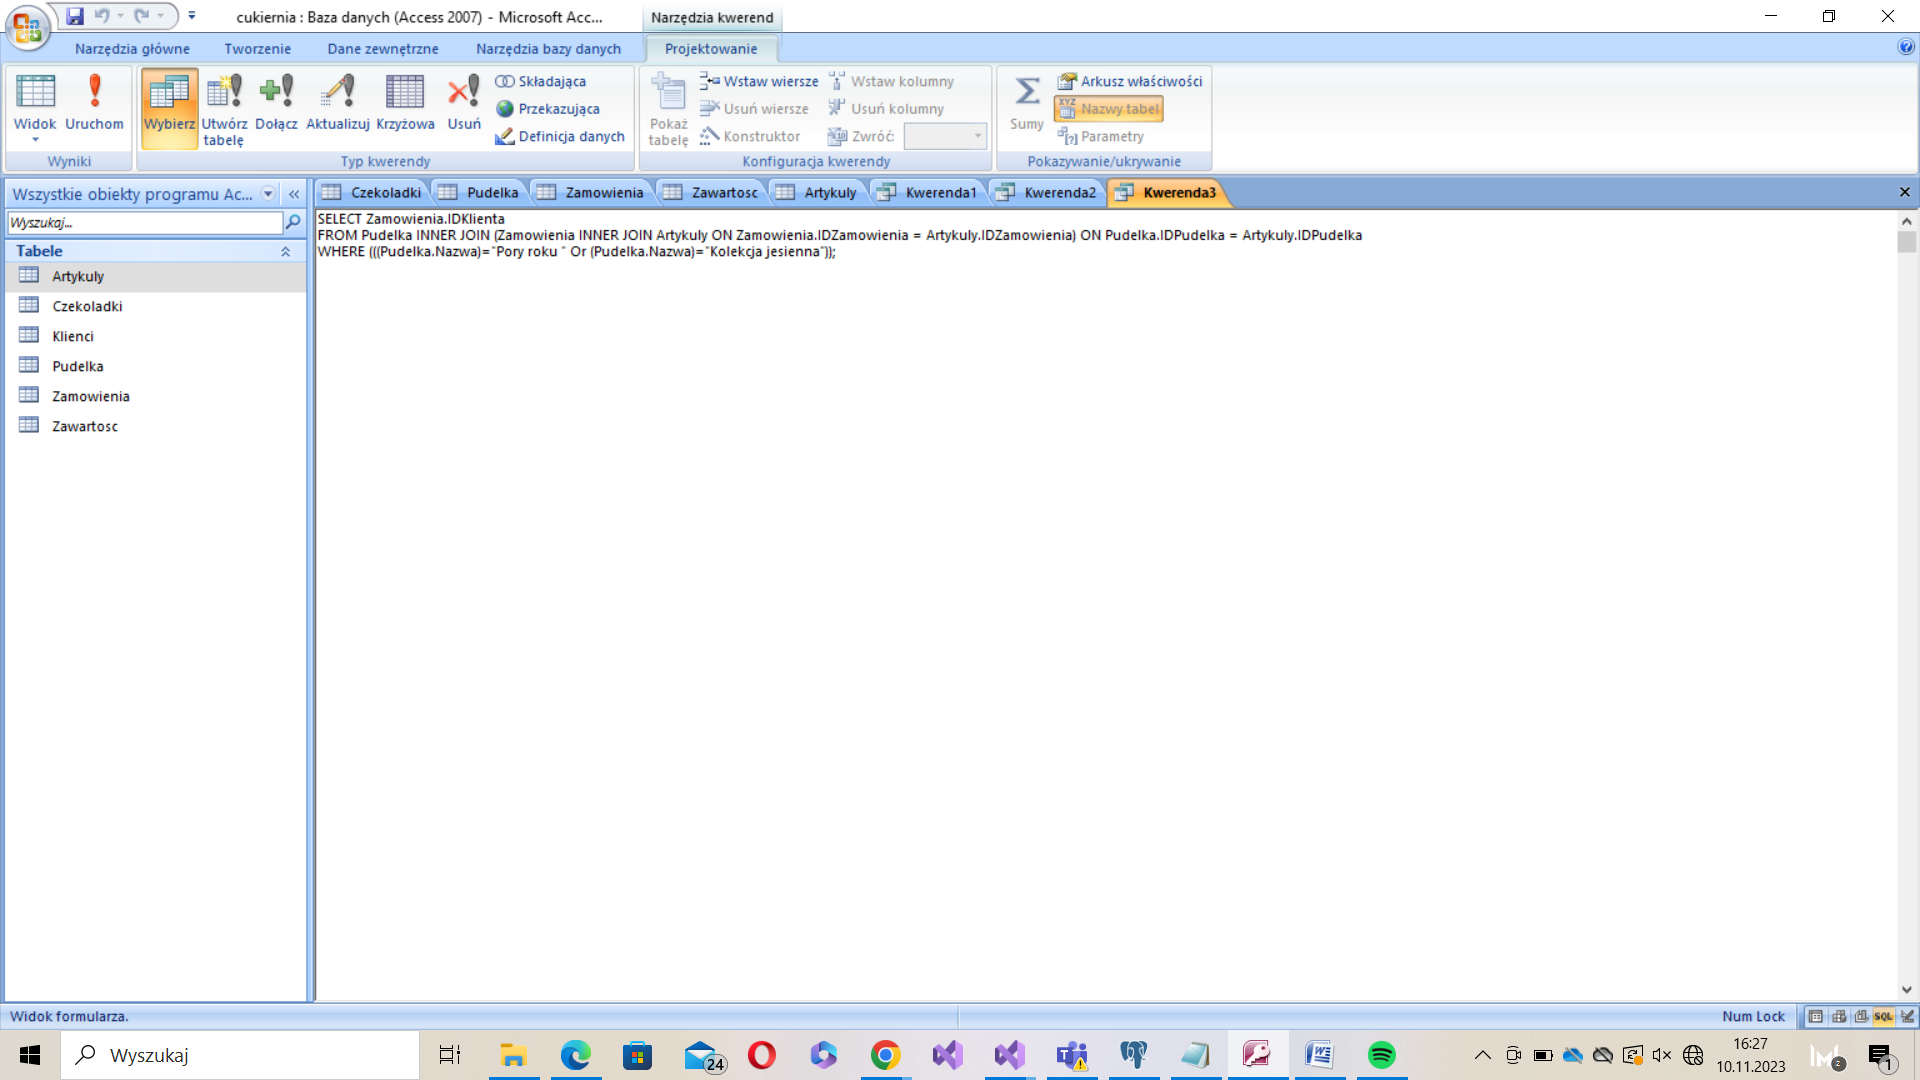 cukiernia : Baza danych (Access 2007) - Microsoft Acc...
Narzędzia kwerend
Narzędzia główne
Tworzenie
Dane zewnętrzne
Narzędzia bazy danych
Projektowanie
Widok
Uruchom
Wyniki
Wybierz
Utwórz tabelę
Dołącz
Aktualizuj
Krzyżowa
Usuń
Składająca
Przekazująca
Definicja danych
Typ kwerendy
Pokaż tabelę
Wstaw wiersze
Usuń wiersze
Konstruktor
Wstaw kolumny
Usuń kolumny
Zwróć:
Konfiguracja kwerendy
Sumy
Arkusz właściwości
Nazwy tabel
Parametry
Pokazywanie/ukrywanie
Wszystkie obiekty programu Ac...
Wyszukaj...
Tabele
Artykuly
Czekoladki
Klienci
Pudelka
Zamowienia
Zawartosc
Czekoladki
Pudelka
Zamowienia
Zawartosc
Artykuly
Kwerenda1
Kwerenda2
Kwerenda3
SELECT Zamowienia.IDKlienta
FROM Pudelka INNER JOIN (Zamowienia INNER JOIN Artykuly ON Zamowienia.IDZamowienia = Artykuly.IDZamowienia) ON Pudelka.IDPudelka = Artykuly.IDPudelka
WHERE (((Pudelka.Nazwa)="Pory roku " Or (Pudelka.Nazwa)="Kolekcja jesienna"));
Widok formularza.
Num Lock
SQL
Wyszukaj
24
16:27
10.11.2023
2
1